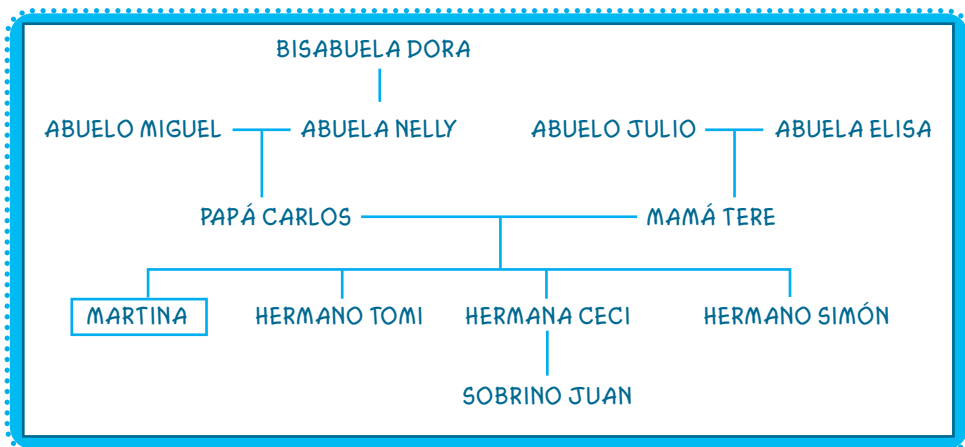 BISABUELA DORA
ABUELO MIGUEL ABUELA NELLY ABUELO JULIO ABUELA ELISA
PAPÁ CARLOS MAMÁ TERE
MARTINA HERMANO TOMI HERMANA CECI HERMANO SIMÓN
SOBRINO JUAN